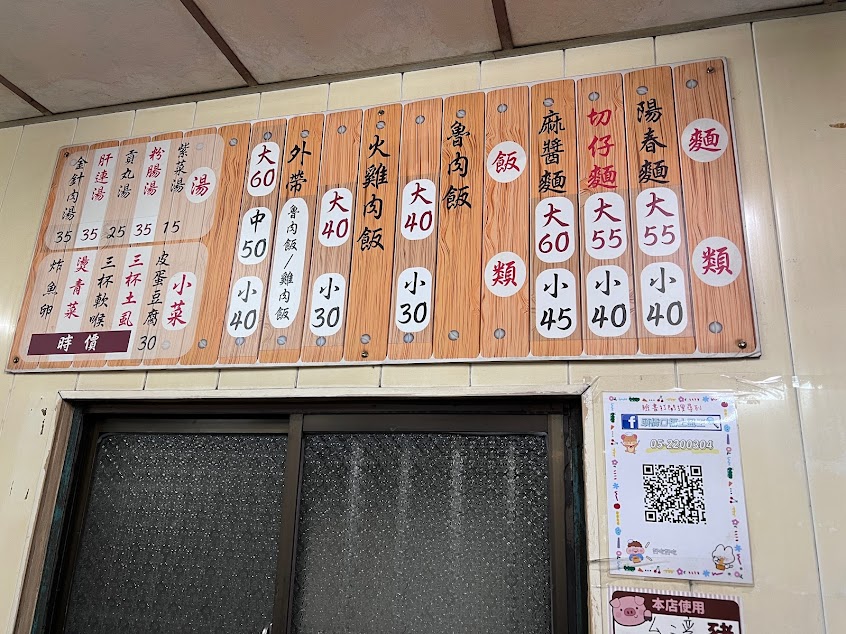 麵類
陽春麵 大55 小40
切仔麵 大55 小40
麻醬麵 大60 小45
飯類
魯肉飯 大40 小30
火雞肉飯 大40 小30
外帶 魯肉飯/雞肉飯 大60 中50 小40
湯
紫菜湯 15
粉腸湯 35
貢丸湯 25
肝連湯 35
金針肉湯 35
小菜
皮蛋豆腐 30
三杯土虱
三杯軟喉
燙青菜
炸魚卵
時價
f
05-2200304
本店使用
台灣豬